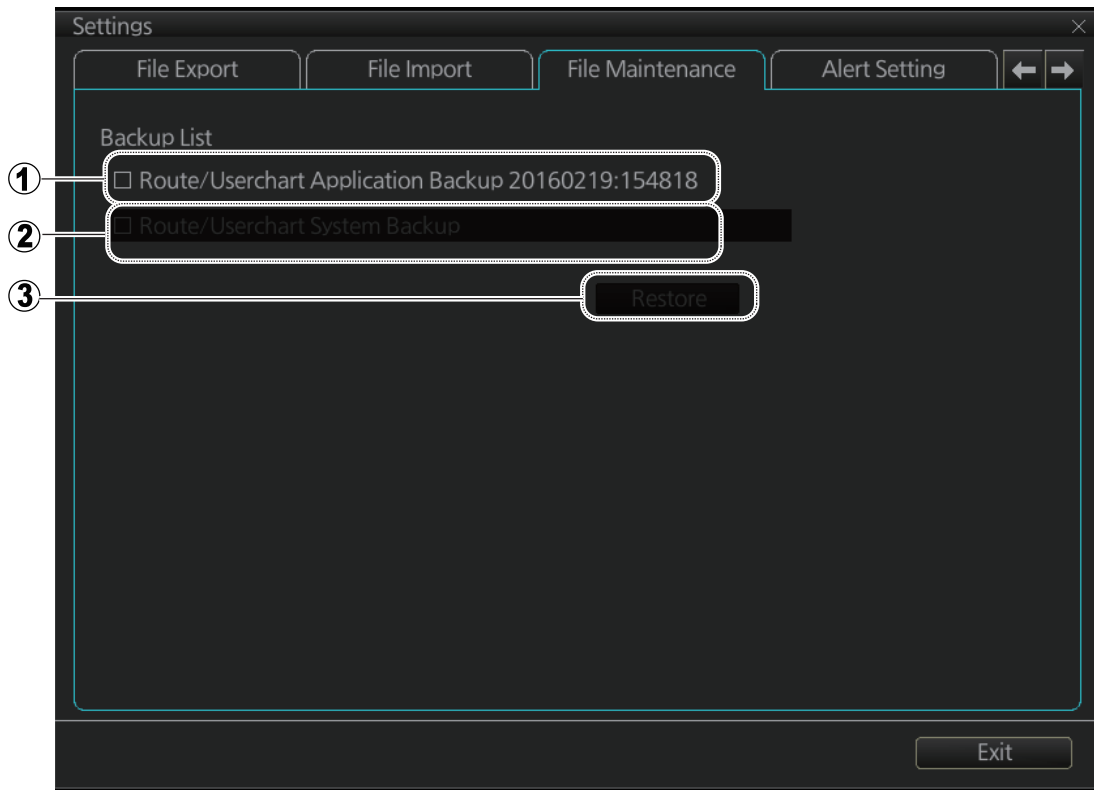 Settings
File Export
File Import
File Maintenance
Alert Setting
Backup List
1
Route/Userchart Application Backup 20160219:154818
2
Route/Userchart System Backup
3
Restore
Exit